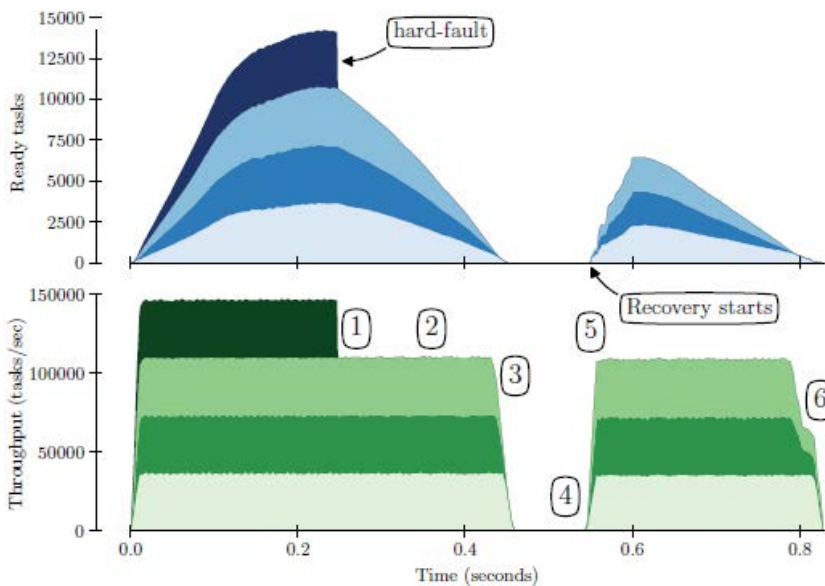 15000
12500
10000
7500
5000
2500
0
Ready tasks
hard-fault
Recovery starts
150000
100000
50000
0
Throughput (tasks/sec)
1
2
3
4
5
6
0.0 0.2 0.4 0.6 0.8
Time (seconds)